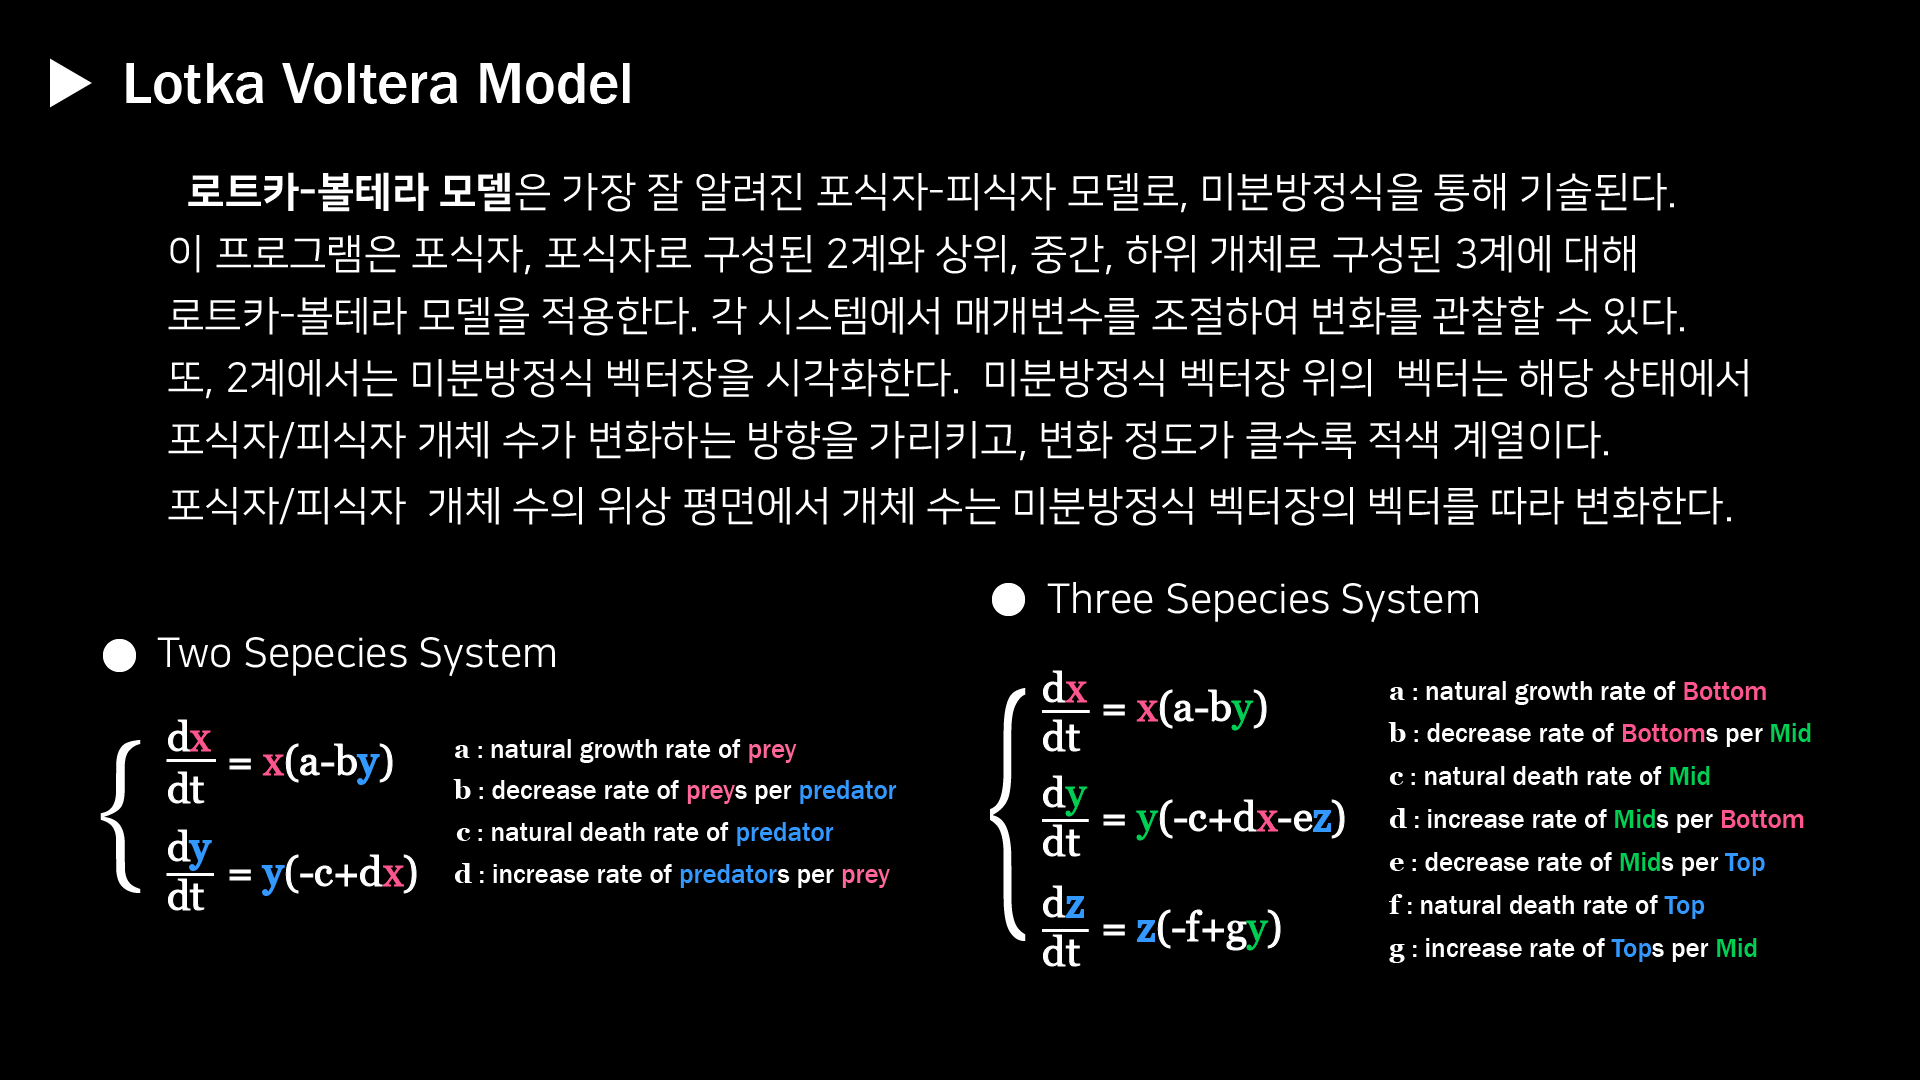 Lotka Voltera Model
로트카-볼테라 모델은 가장 잘 알려진 포식자-피식자 모델로, 미분방정식을 통해 기술된다.
이 프로그램은 포식자, 포식자로 구성된 2계와 상위, 중간, 하위 개체로 구성된 3계에 대해
로트카-볼테라 모델을 적용한다. 각 시스템에서 매개변수를 조절하여 변화를 관찰할 수 있다.
또, 2계에서는 미분방정식 벡터장을 시각화한다. 미분방정식 벡터장 위의 벡터는 해당 상태에서
포식자/피식자 개체 수가 변화하는 방향을 가리키고, 변화 정도가 클수록 적색 계열이다.
포식자/피식자 개체 수의 위상 평면에서 개체 수는 미분방정식 벡터장의 벡터를 따라 변화한다.
Two Sepecies System
dx/dt = x(a-by)
dy/dt = y(-c+dx)
a : natural growth rate of prey
b : decrease rate of preys per predator
c : natural death rate of predator
d : increase rate of predators per prey
Three Sepecies System
dx/dt = x(a-by)
dy/dt = y(-c+dx-ez)
dz/dt = z(-f+gy)
a : natural growth rate of Bottom
b : decrease rate of Bottoms per Mid
c : natural death rate of Mid
d : increase rate of Mids per Bottom
e : decrease rate of Mids per Top
f : natural death rate of Top
g : increase rate of Tops per Mid